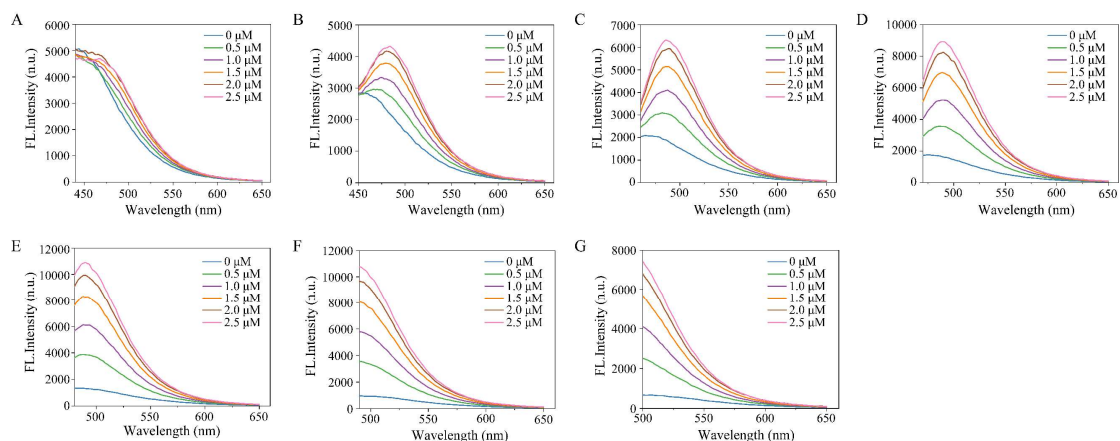 A
FL.Intensity (n.u.)
6000
5000
4000
3000
2000
1000
0
450 500 550 600 650
Wavelength (nm)
0 μM
0.5 μM
1.0 μM
1.5 μM
2.0 μM
2.5 μM
B
FL.Intensity (n.u.)
5000
4000
3000
2000
1000
0
450 500 550 600 650
Wavelength (nm)
0 μM
0.5 μM
1.0 μM
1.5 μM
2.0 μM
2.5 μM
C
FL.Intensity (n.u.)
7000
6000
5000
4000
3000
2000
1000
0
500 550 600 650
Wavelength (nm)
0 μM
0.5 μM
1.0 μM
1.5 μM
2.0 μM
2.5 μM
D
FL.Intensity (n.u.)
10000
8000
6000
4000
2000
0
500 550 600 650
Wavelength (nm)
0 μM
0.5 μM
1.0 μM
1.5 μM
2.0 μM
2.5 μM
E
FL.Intensity (n.u.)
12000
10000
8000
6000
4000
2000
0
500 550 600 650
Wavelength (nm)
0 μM
0.5 μM
1.0 μM
1.5 μM
2.0 μM
2.5 μM
F
FL.Intensity (n.u.)
12000
10000
8000
6000
4000
2000
0
500 550 600 650
Wavelength (nm)
0 μM
0.5 μM
1.0 μM
1.5 μM
2.0 μM
2.5 μM
G
FL.Intensity (n.u.)
8000
6000
4000
2000
0
500 550 600 650
Wavelength (nm)
0 μM
0.5 μM
1.0 μM
1.5 μM
2.0 μM
2.5 μM